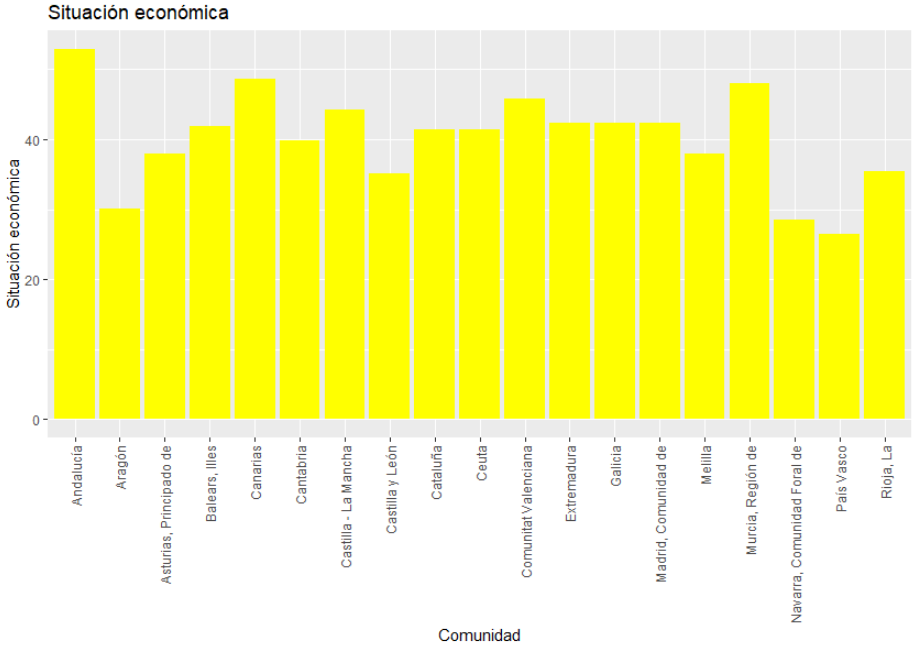 Situación económica
Situación económica
40
20
0
Andalucía
Aragón
Asturias, Principado de
Balears, Illes
Canarias
Cantabria
Castilla - La Mancha
Castilla y León
Cataluña
Ceuta
Comunitat Valenciana
Extremadura
Galicia
Madrid, Comunidad de
Melilla
Murcia, Región de
Navarra, Comunidad Foral de
País Vasco
Rioja, La
Comunidad